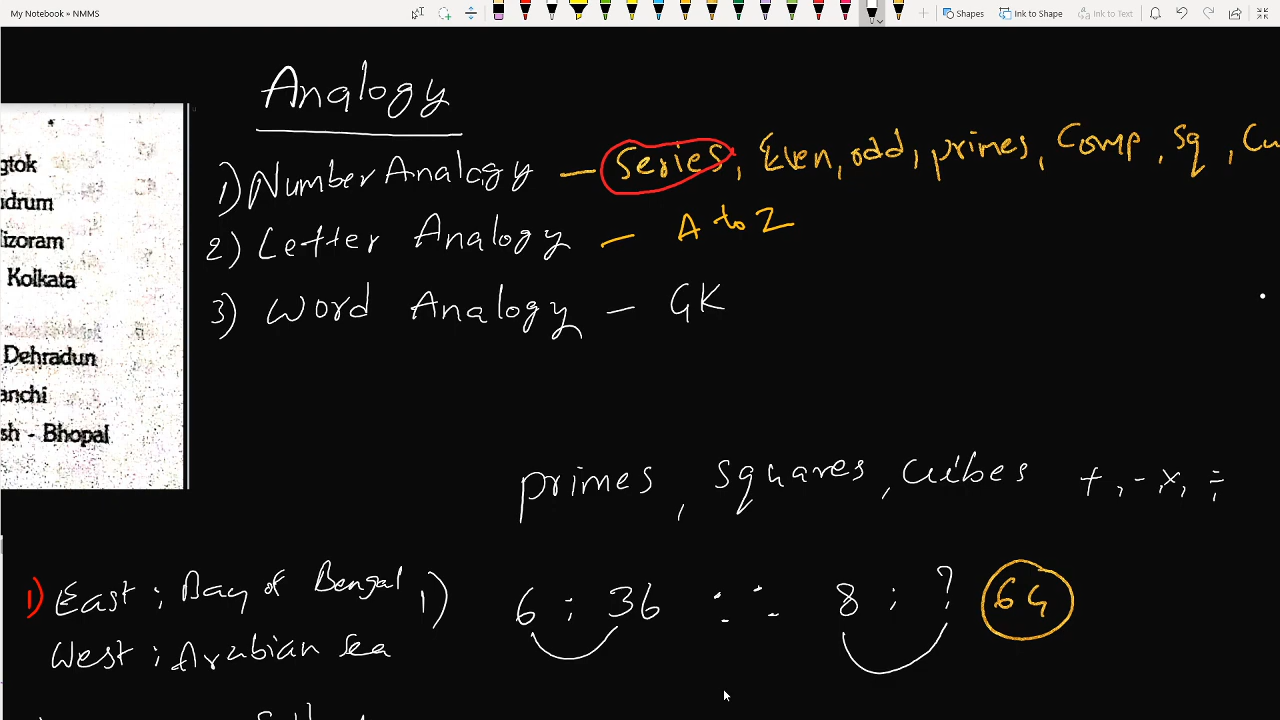 My Notebook » NMMS
Shapes Ink to Shape Ink to Text
Analogy
1) Number Analogy — Series, Even, odd, primes, Comp, Sq, Cu
2) Letter Analogy — A to Z
3) Word Analogy — GK
gtok
ndrum
izoram
Kolkata
Dehradun
anchi
sh - Bhopal
primes, squares, cubes +, -, x, ÷
1) East ; Bay of Bengal
West ; Arabian Sea
1) 6 : 36 :: 8 : ? 64